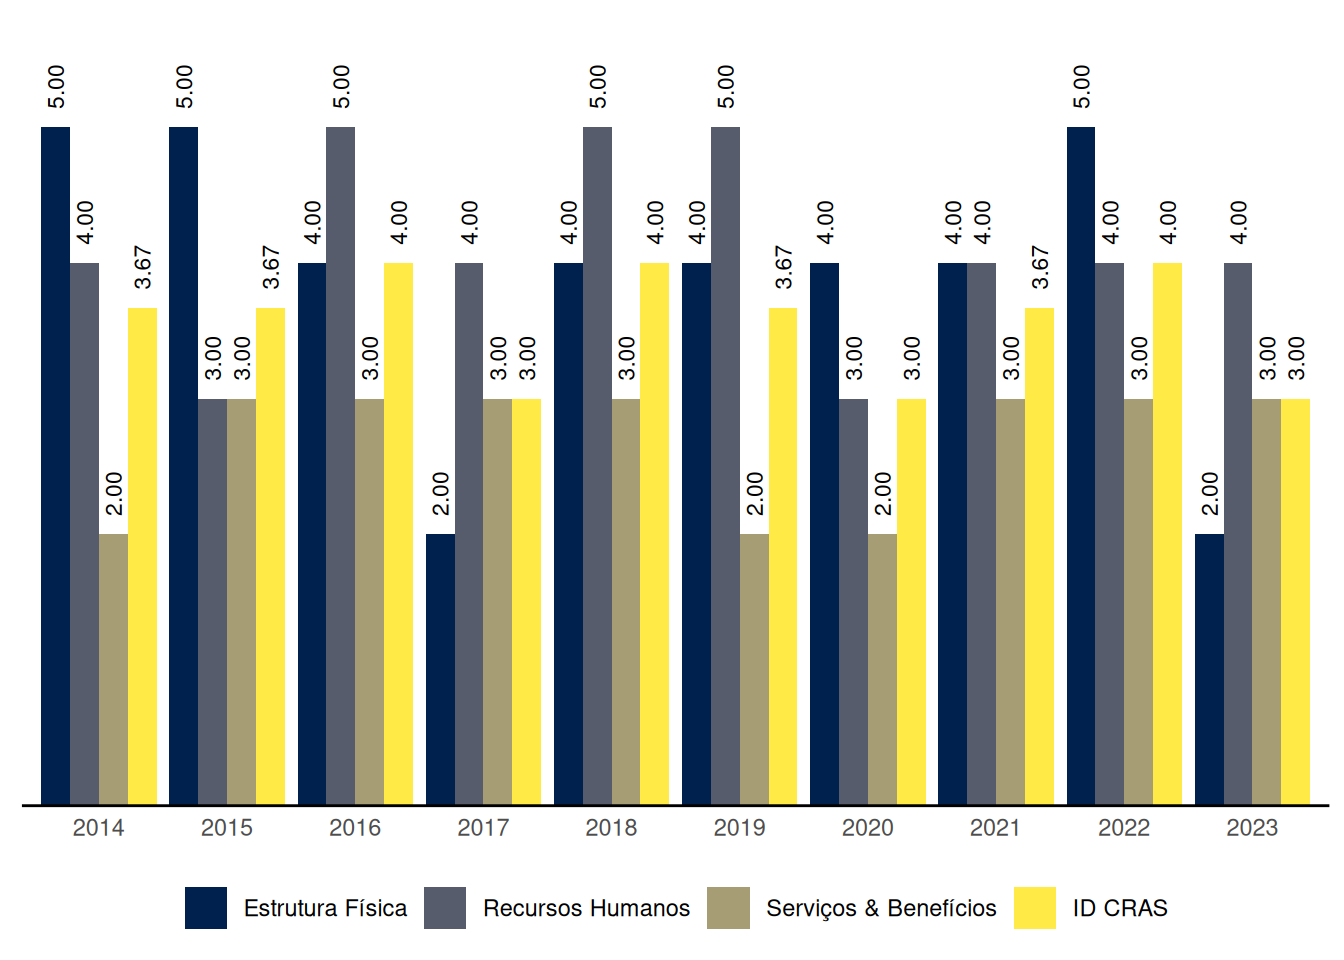 5.00 4.00 2.00 3.67 5.00 3.00 3.00 3.67 4.00 5.00 3.00 4.00 2.00 4.00 3.00 3.00 4.00 5.00 3.00 4.00 4.00 5.00 2.00 3.67 4.00 3.00 2.00 3.00 4.00 4.00 3.00 3.67 5.00 4.00 3.00 4.00 2.00 4.00 3.00 3.00
2014 2015 2016 2017 2018 2019 2020 2021 2022 2023
Estrutura Física Recursos Humanos Serviços & Benefícios ID CRAS